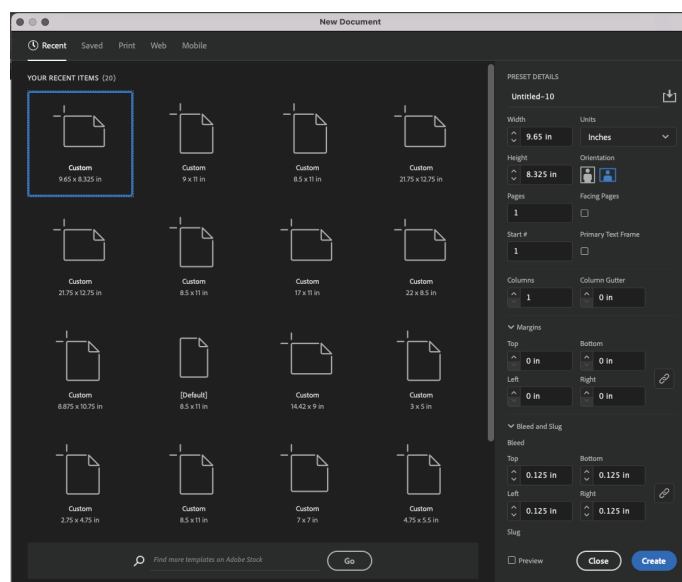 New Document
Recent Saved Print Web Mobile
YOUR RECENT ITEMS (20)
Custom
9.65 x 8.325 in
Custom
9 x 11 in
Custom
8.5 x 11 in
Custom
21.75 x 12.75 in
Custom
21.75 x 12.75 in
Custom
8.5 x 11 in
Custom
17 x 11 in
Custom
22 x 8.5 in
Custom
8.875 x 10.75 in
[Default]
8.5 x 11 in
Custom
14.42 x 9 in
Custom
3 x 5 in
Custom
2.75 x 4.75 in
Custom
8.5 x 11 in
Custom
7 x 7 in
Custom
4.75 x 5.5 in
Find more templates on Adobe Stock
Go
PRESET DETAILS
Untitled-10
Width Units
9.65 in Inches
Height Orientation
8.325 in
Pages Facing Pages
1
Start # Primary Text Frame
1
Columns Column Gutter
1 0 in
Margins
Top Bottom
0 in 0 in
Left Right
0 in 0 in
Bleed and Slug
Bleed
Top Bottom
0.125 in 0.125 in
Left Right
0.125 in 0.125 in
Slug
Preview Close Create